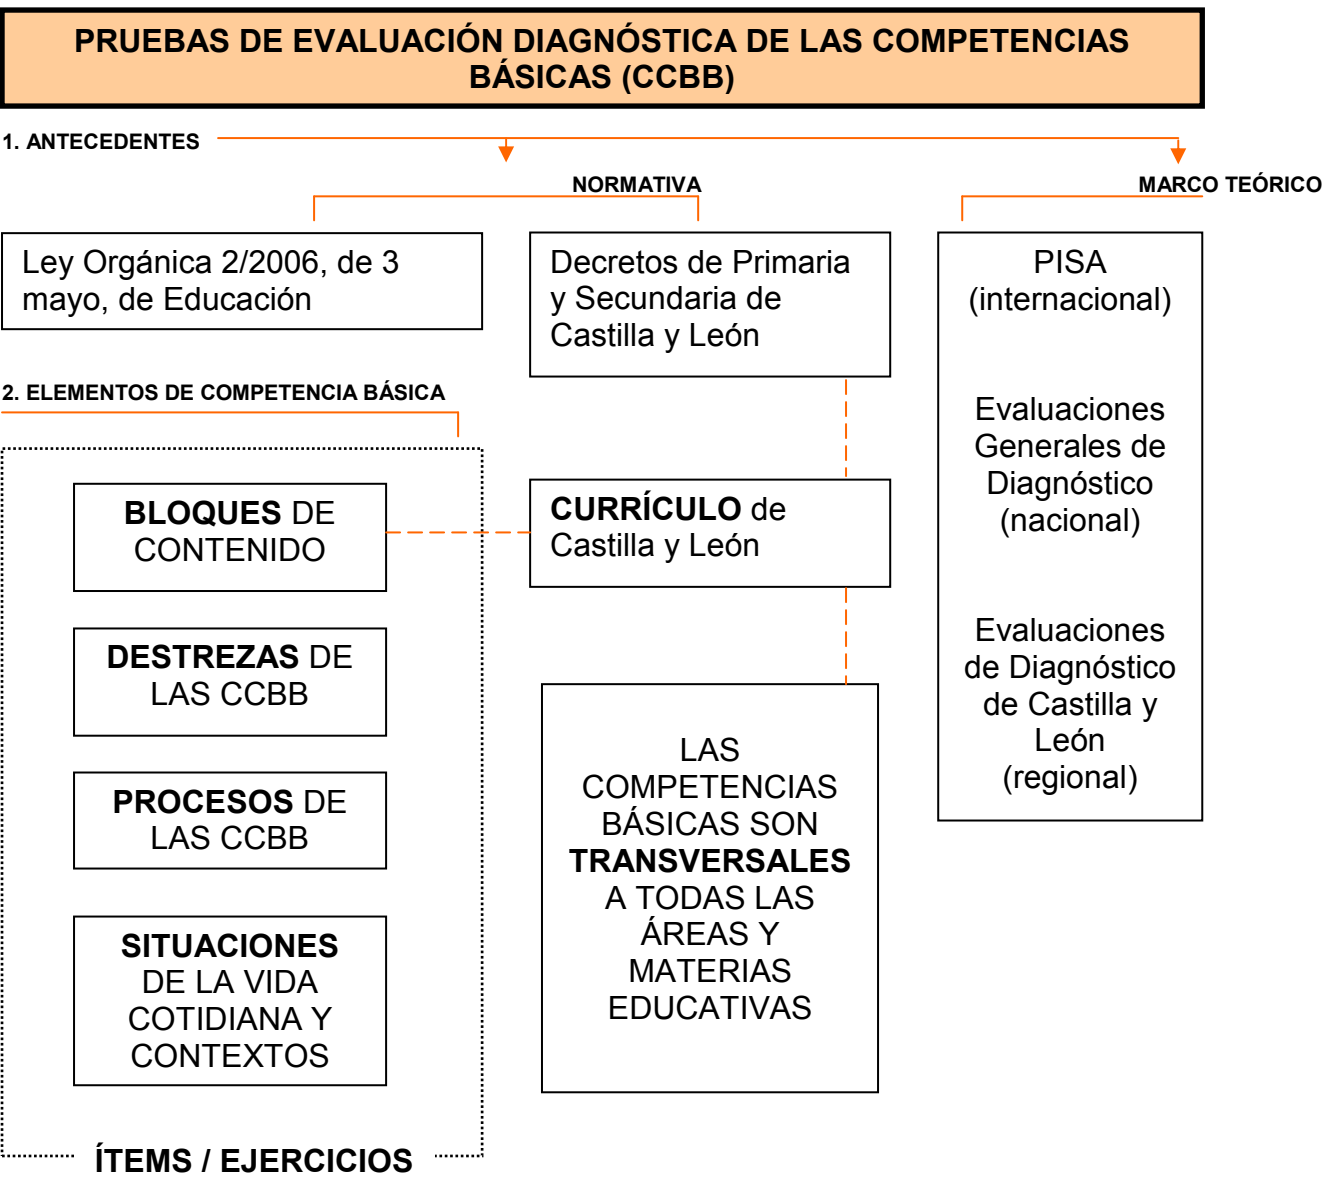 PRUEBAS DE EVALUACIÓN DIAGNÓSTICA DE LAS COMPETENCIAS
BÁSICAS (CCBB)
1. ANTECEDENTES
NORMATIVA
MARCO TEÓRICO
Ley Orgánica 2/2006, de 3
mayo, de Educación
Decretos de Primaria
y Secundaria de
Castilla y León
PISA
(internacional)
Evaluaciones
Generales de
Diagnóstico
(nacional)
Evaluaciones
de Diagnóstico
de Castilla y
León
(regional)
2. ELEMENTOS DE COMPETENCIA BÁSICA
BLOQUES DE
CONTENIDO
CURRÍCULO de
Castilla y León
DESTREZAS DE
LAS CCBB
PROCESOS DE
LAS CCBB
SITUACIONES
DE LA VIDA
COTIDIANA Y
CONTEXTOS
LAS
COMPETENCIAS
BÁSICAS SON
TRANSVERSALES
A TODAS LAS
ÁREAS Y
MATERIAS
EDUCATIVAS
ÍTEMS / EJERCICIOS